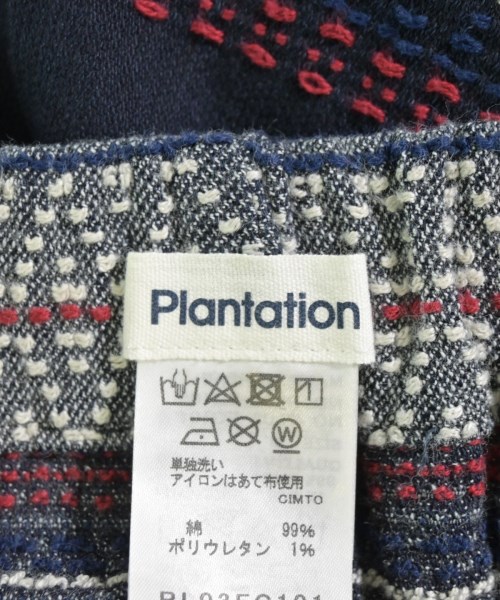 Plantation
単独洗い
アイロンはあて布使用
CIMTO
綿 99%
ポリウレタン 1%